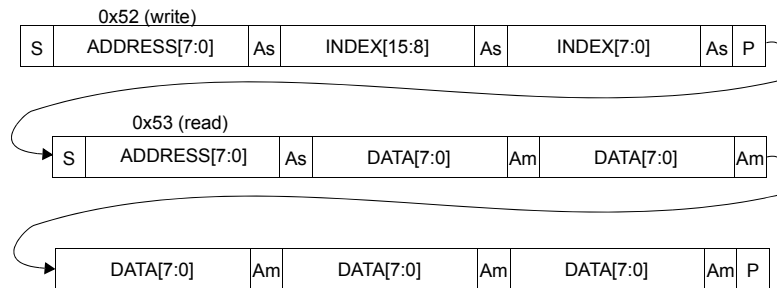 0x52 (write)
S ADDRESS[7:0] As INDEX[15:8] As INDEX[7:0] As P
0x53 (read)
S ADDRESS[7:0] As DATA[7:0] Am DATA[7:0] Am
DATA[7:0] Am DATA[7:0] Am DATA[7:0] Am P